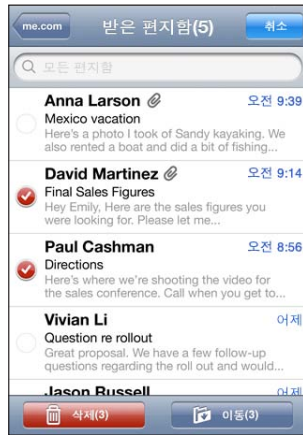 me.com 받은 편지함(5) 취소
모든 편지함
Anna Larson 오전 9:39
Mexico vacation
Here's a photo I took of Sandy kayaking. We
also rented a boat and did a bit of fishing...
David Martinez 오전 9:14
Final Sales Figures
Hey Emily, Here are the sales figures you
were looking for. Please let me...
Paul Cashman 오전 8:56
Directions
Here's where we're shooting the video for
the sales conference. Call when you get to...
Vivian Li 어제
Question re rollout
Great proposal. We have a few follow-up
questions regarding the roll out and would...
Jason Russell 어제
삭제(3) 이동(3)